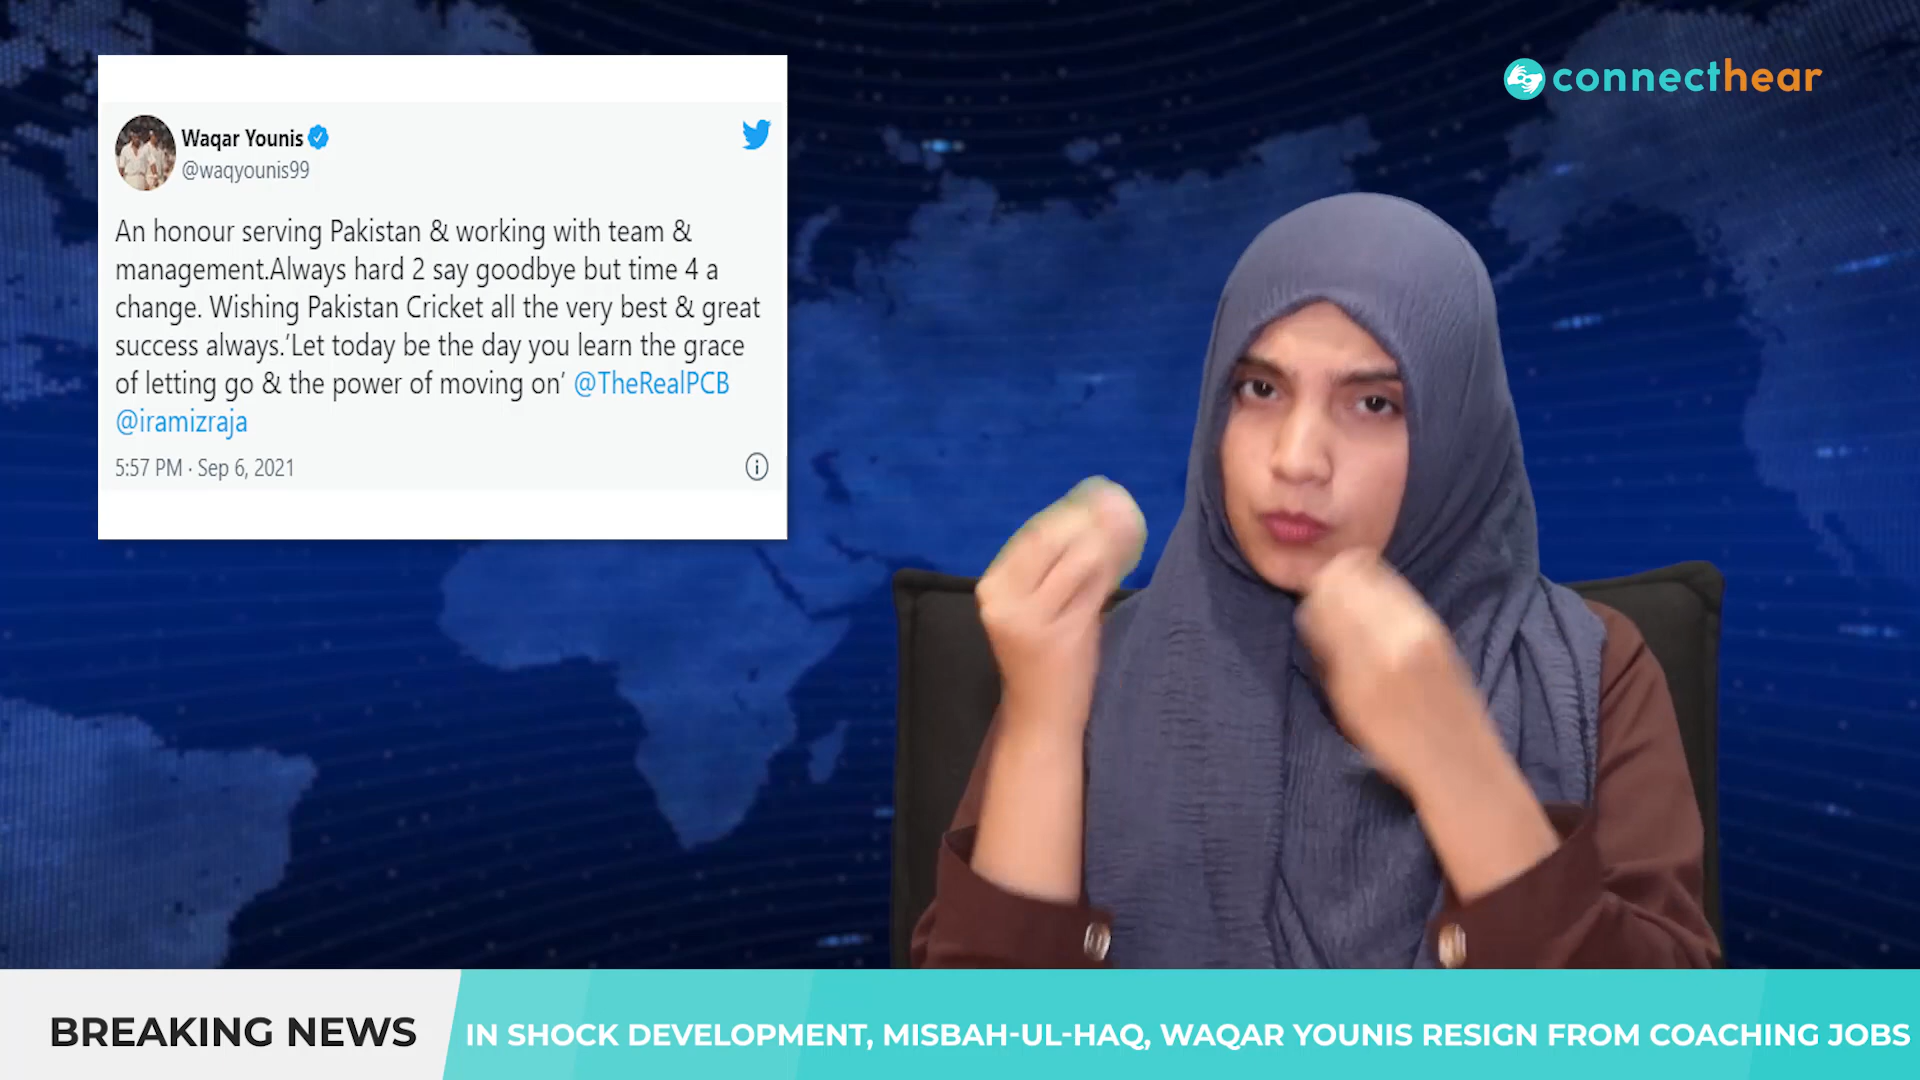 connecthear
Waqar Younis
@waqyounis99
An honour serving Pakistan & working with team &
management.Always hard 2 say goodbye but time 4 a
change. Wishing Pakistan Cricket all the very best & great
success always.'Let today be the day you learn the grace
of letting go & the power of moving on' @TheRealPCB
@iramizraja
5:57 PM · Sep 6, 2021
BREAKING NEWS
IN SHOCK DEVELOPMENT, MISBAH-UL-HAQ, WAQAR YOUNIS RESIGN FROM COACHING JOBS